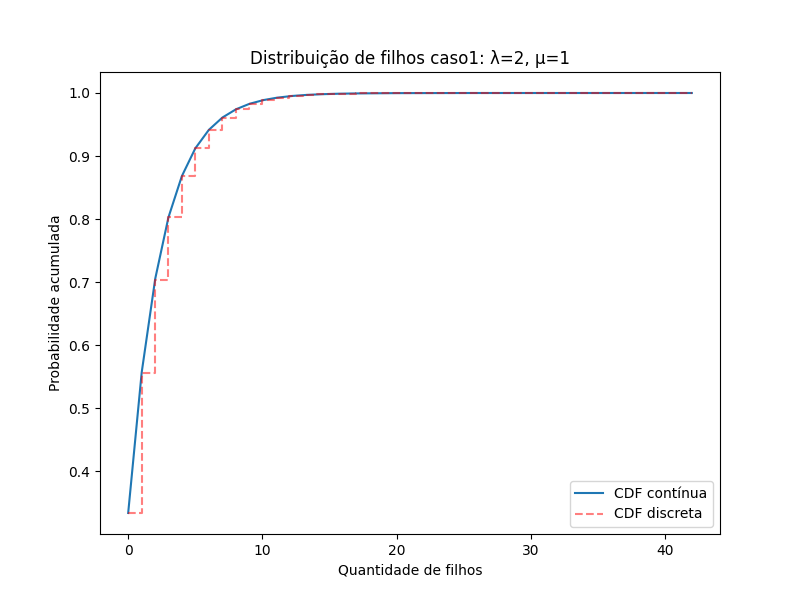 Distribuição de filhos caso1: λ=2, μ=1
Probabilidade acumulada
1.0
0.9
0.8
0.7
0.6
0.5
0.4
CDF contínua
CDF discreta
0 10 20 30 40
Quantidade de filhos